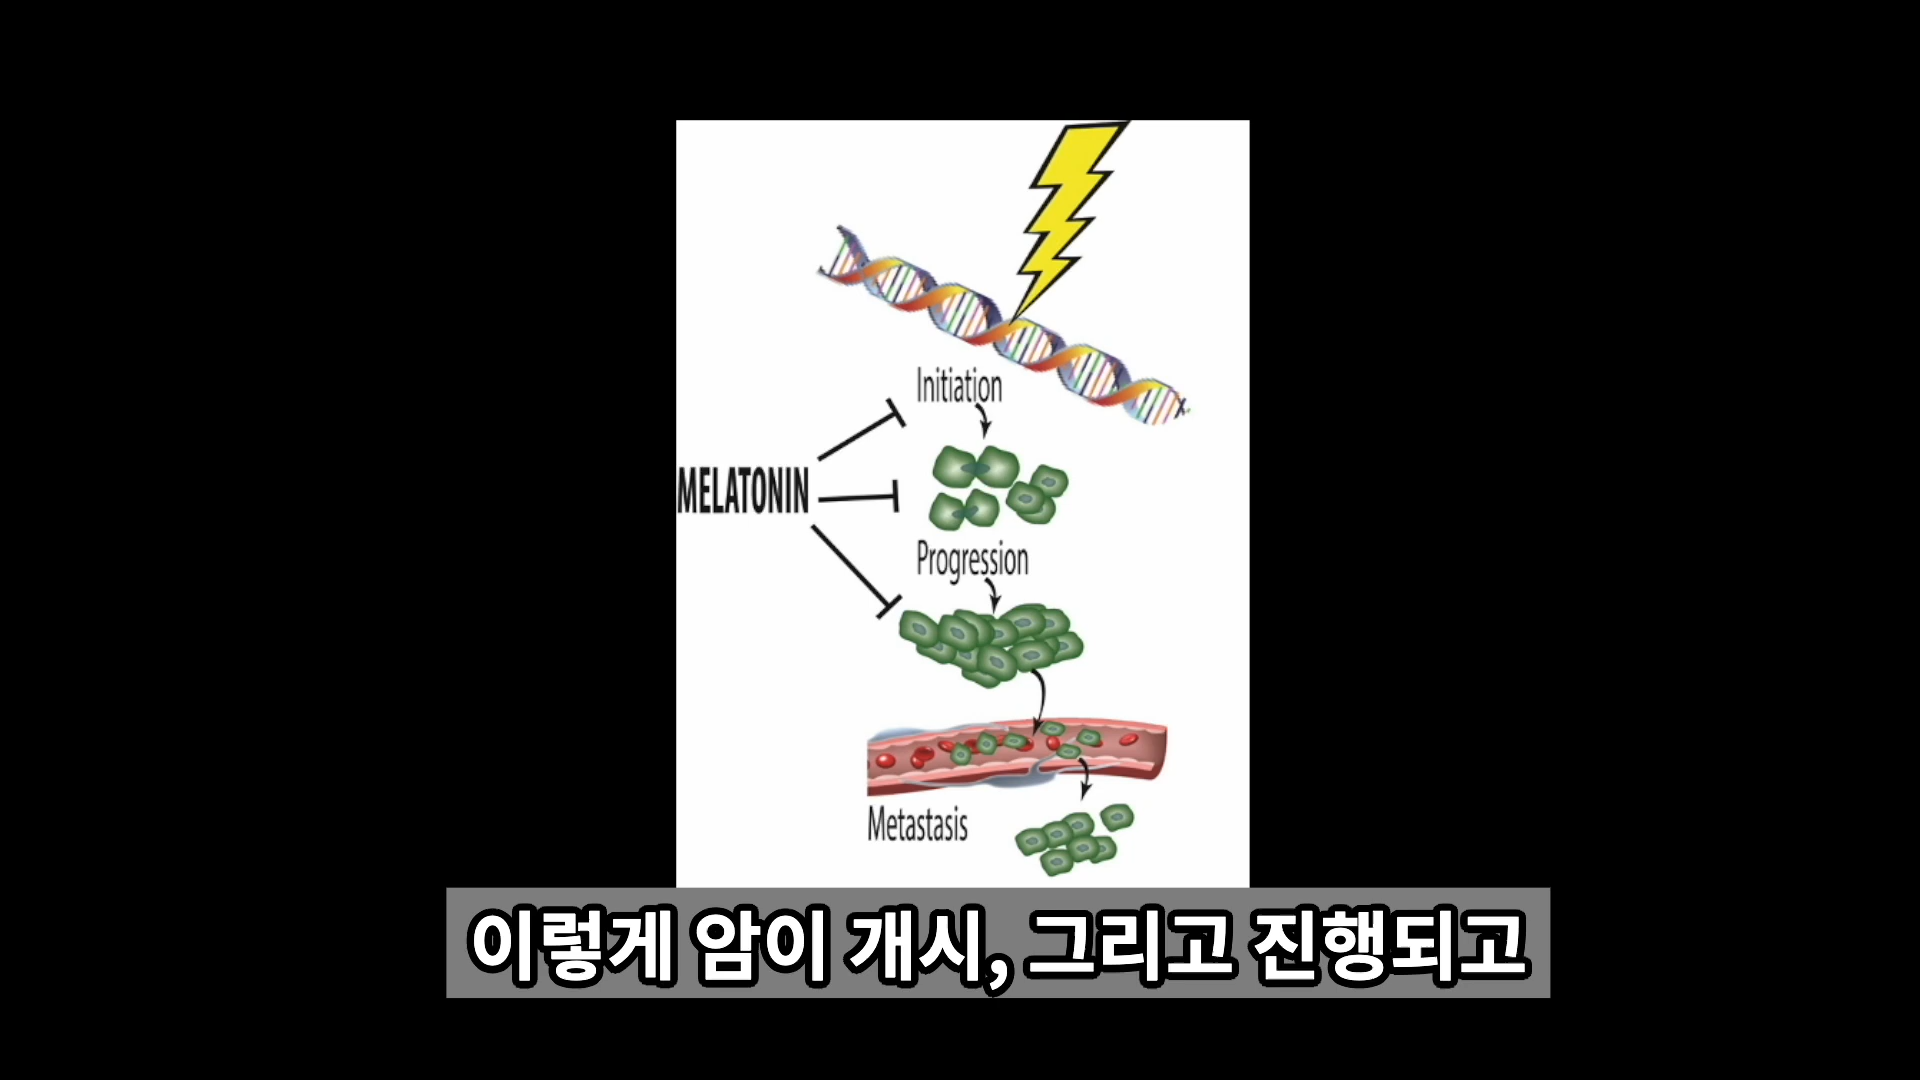 Initiation
MELATONIN
Progression
Metastasis
이렇게 암이 개시, 그리고 진행되고